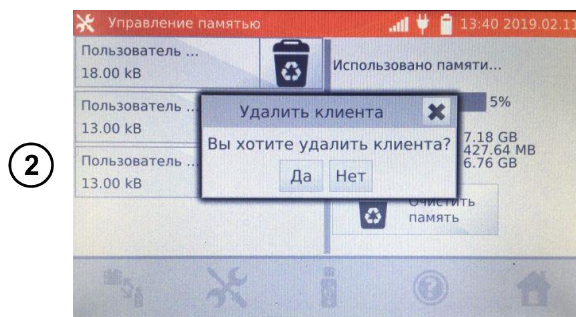 Управление памятью
13:40 2019.02.11
Пользователь ...
18.00 kB
Использовано памяти...
5%
Пользователь ...
13.00 kB
Удалить клиента
Вы хотите удалить клиента?
Да Нет
7.18 GB
427.64 MB
6.76 GB
Пользователь ...
13.00 kB
Очистить
память
2